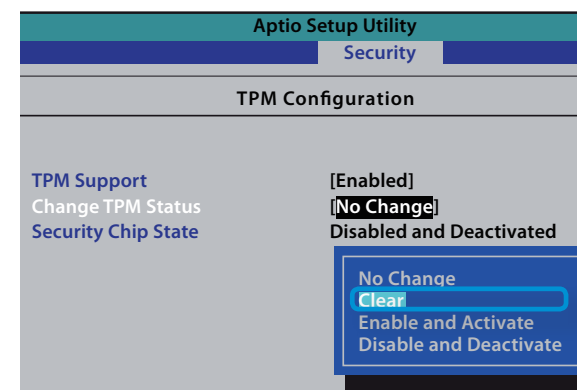 Aptio Setup Utility
Security
TPM Configuration
TPM Support [Enabled]
Change TPM Status [No Change]
Security Chip State Disabled and Deactivated
No Change
Clear
Enable and Activate
Disable and Deactivate